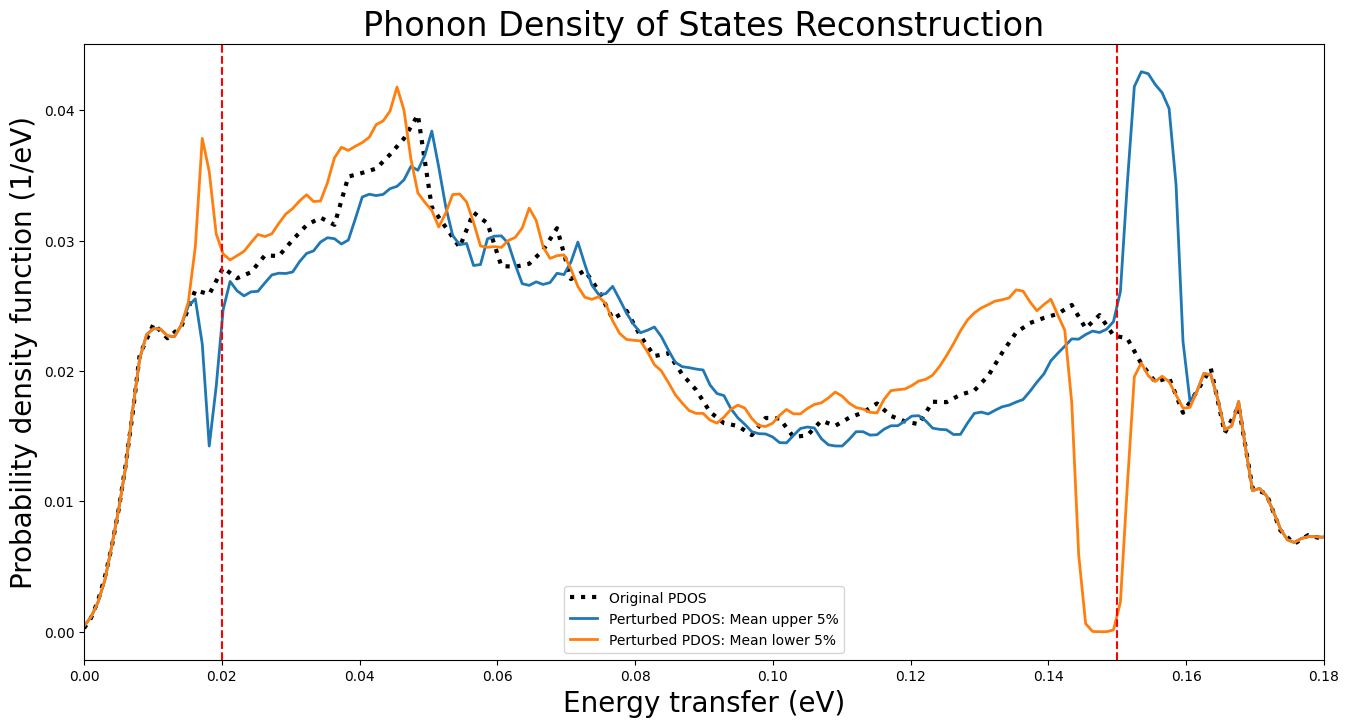 Phonon Density of States Reconstruction
Probability density function (1/eV)
0.04
0.03
0.02
0.01
0.00
Original PDOS
Perturbed PDOS: Mean upper 5%
Perturbed PDOS: Mean lower 5%
0.00 0.02 0.04 0.06 0.08 0.10 0.12 0.14 0.16 0.18
Energy transfer (eV)